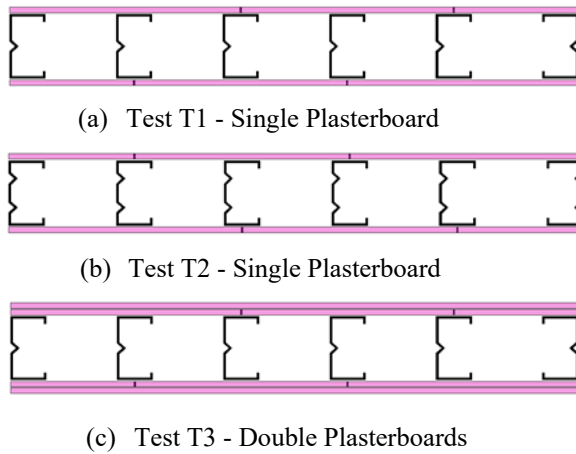 (a) Test T1 - Single Plasterboard
(b) Test T2 - Single Plasterboard
(c) Test T3 - Double Plasterboards